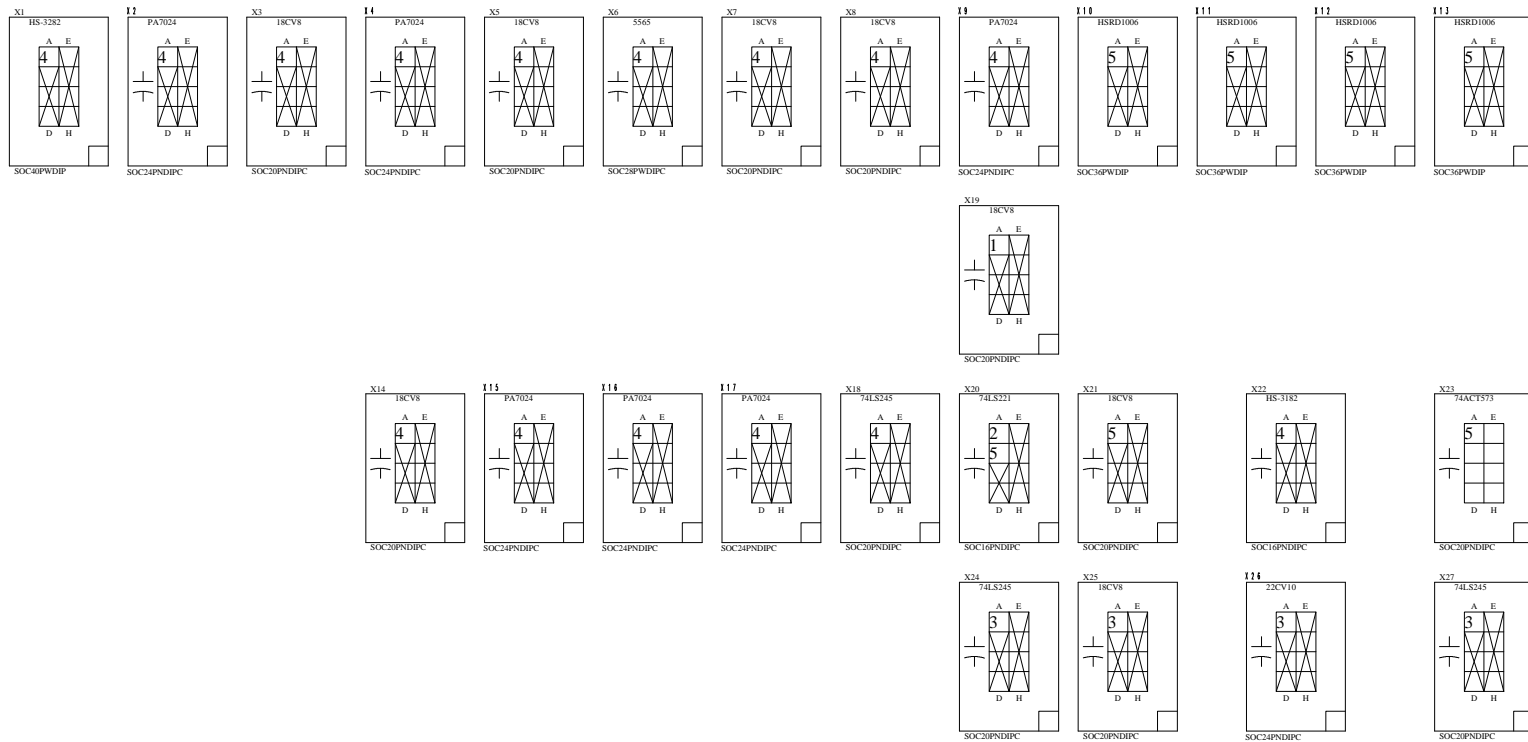 X1 X2 X3 X4 X5 X6 X7 X8 X9 X10 X11 X12 X13
HS-3282 PA7024 18CV8 PA7024 18CV8 5565 18CV8 18CV8 PA7024 HSRD1006 HSRD1006 HSRD1006 HSRD1006
A E A E A E A E A E A E A E A E A E A E A E A E A E
4 4 4 4 4 4 4 4 4 5 5 5 5
D H D H D H D H D H D H D H D H D H D H D H D H D H
SOC40PWDIP SOC24PNDIPC SOC20PNDIPC SOC24PNDIPC SOC20PNDIPC SOC28PWDIP SOC20PNDIPC SOC20PNDIPC SOC24PNDIPC SOC36PWDIP SOC36PWDIP SOC36PWDIP SOC36PWDIP
X19
18CV8
A E
1
D H
SOC20PNDIPC
X14 X15 X16 X17 X18 X20 X21 X22 X23
18CV8 PA7024 PA7024 PA7024 74LS245 74LS221 18CV8 HS-3182 74ACT573
A E A E A E A E A E A E A E A E A E
4 4 4 4 4 2 5 4 5
5
D H D H D H D H D H D H D H D H D H
SOC20PNDIPC SOC24PNDIPC SOC24PNDIPC SOC24PNDIPC SOC20PNDIPC SOC16PNDIPC SOC20PNDIPC SOC16PNDIPC SOC20PNDIPC
X24 X25 X26 X27
74LS245 18CV8 22CV10 74LS245
A E A E A E A E
3 3 3 3
D H D H D H D H
SOC20PNDIPC SOC20PNDIPC SOC24PNDIPC SOC20PNDIPC